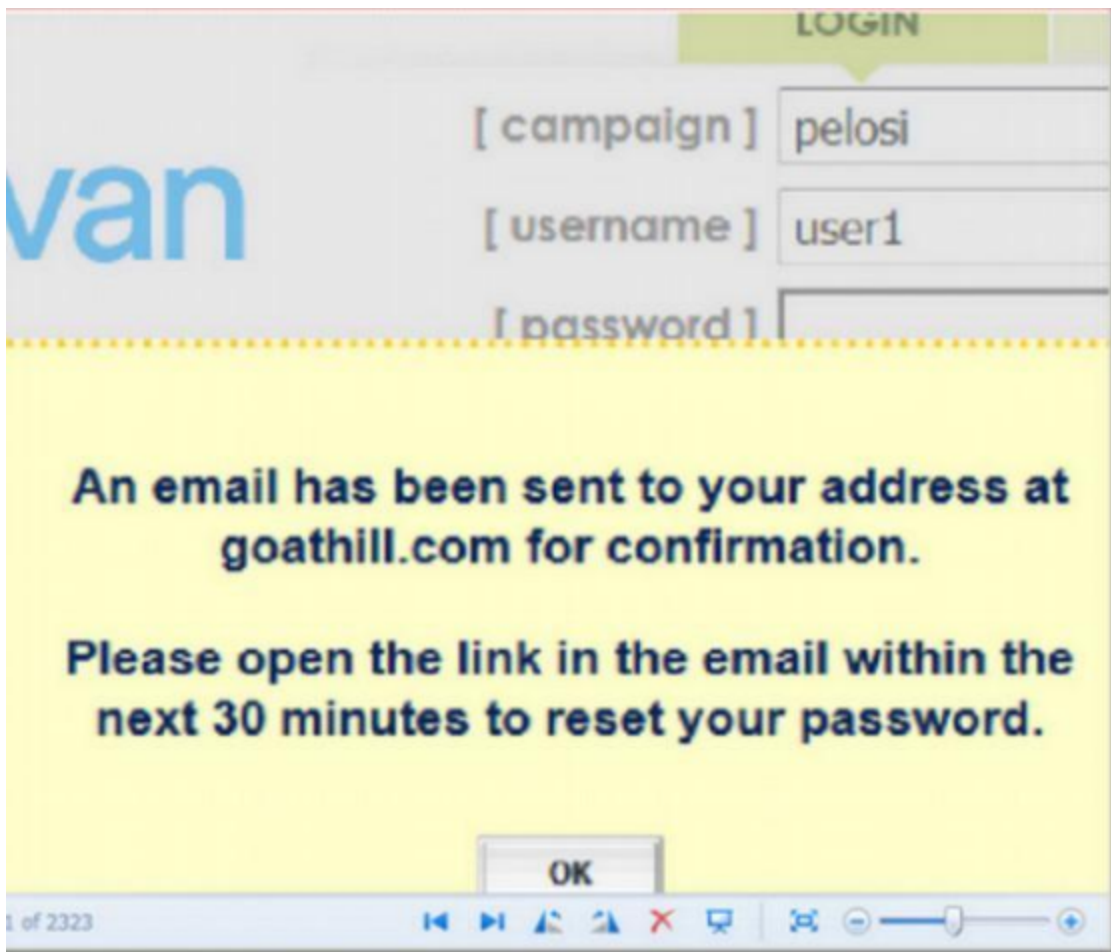 LOGIN
[ campaign ] pelosi
van
[ username ] user1
[ password ]
An email has been sent to your address at
goathill.com for confirmation.
Please open the link in the email within the
next 30 minutes to reset your password.
OK
1 of 2323